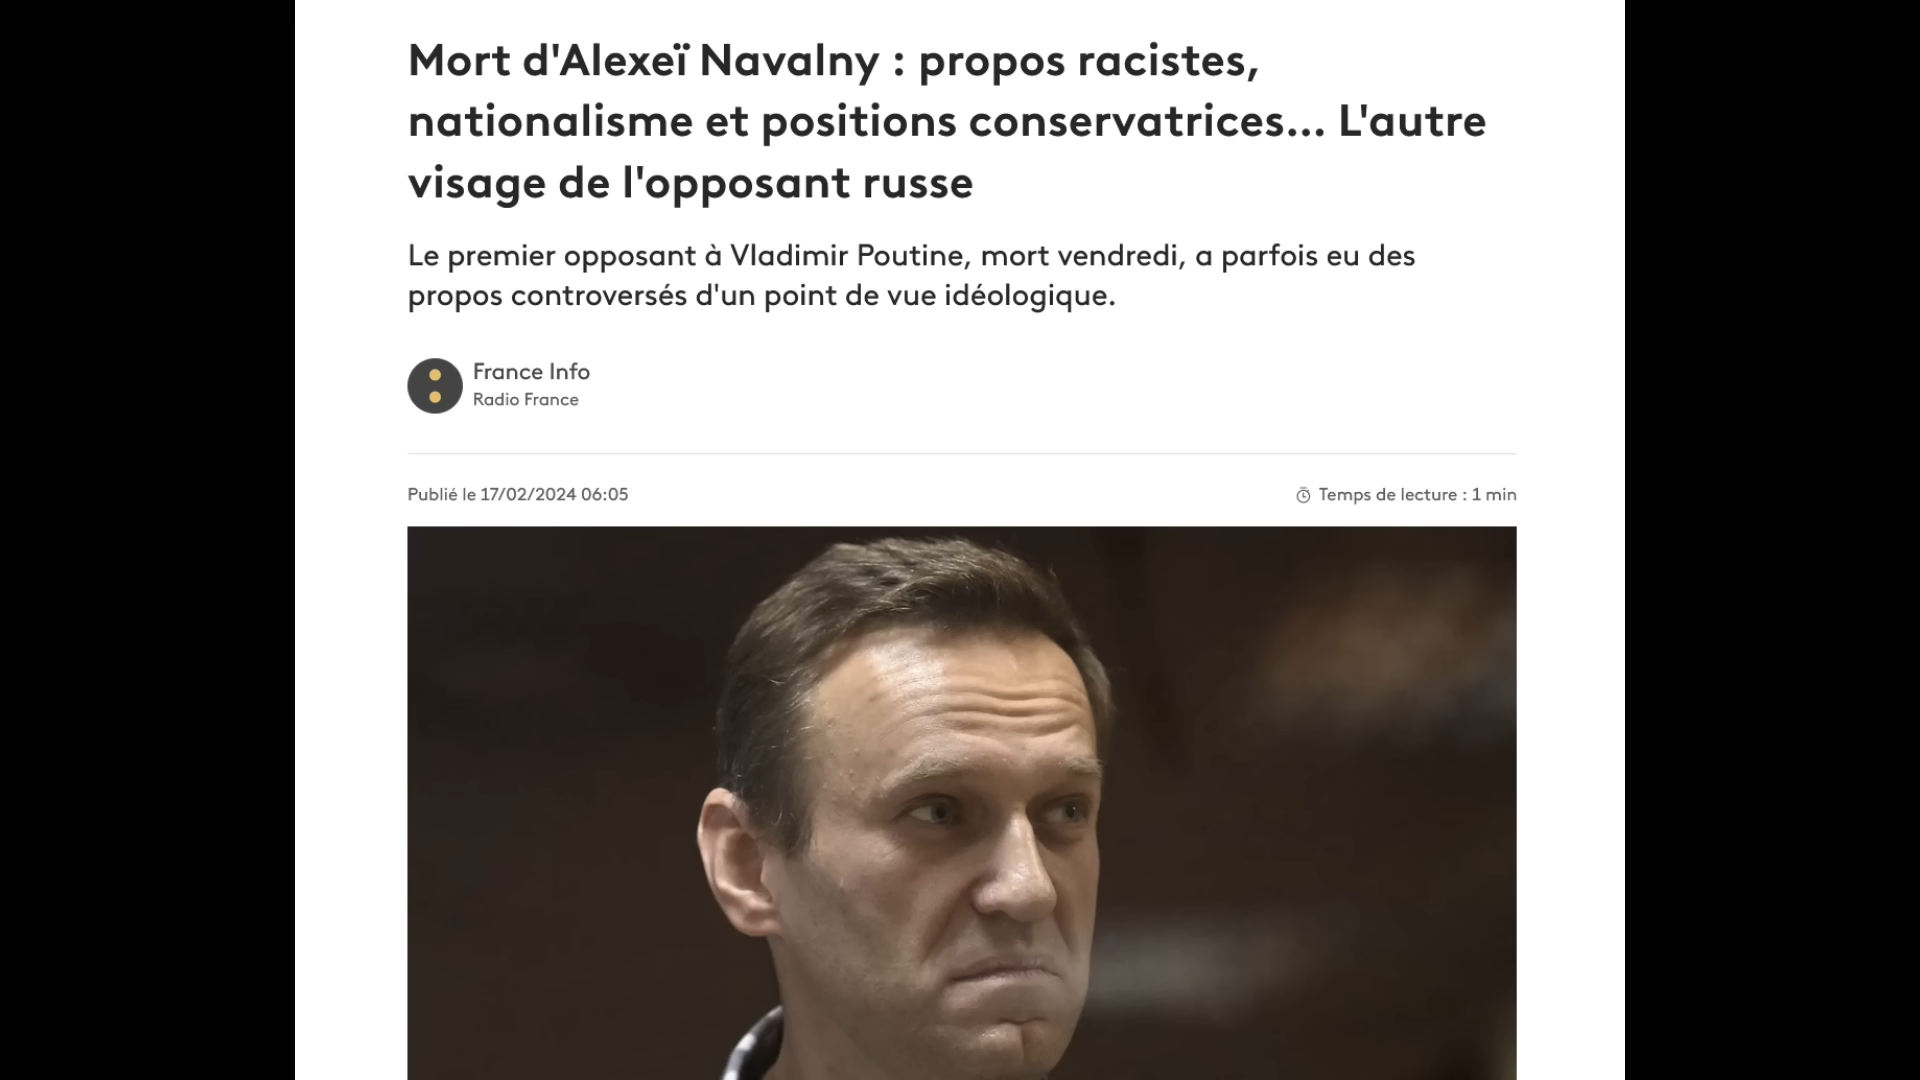 Mort d'Alexeï Navalny : propos racistes,
nationalisme et positions conservatrices... L'autre
visage de l'opposant russe
Le premier opposant à Vladimir Poutine, mort vendredi, a parfois eu des
propos controversés d'un point de vue idéologique.
France Info
Radio France
Publié le 17/02/2024 06:05
Temps de lecture : 1 min